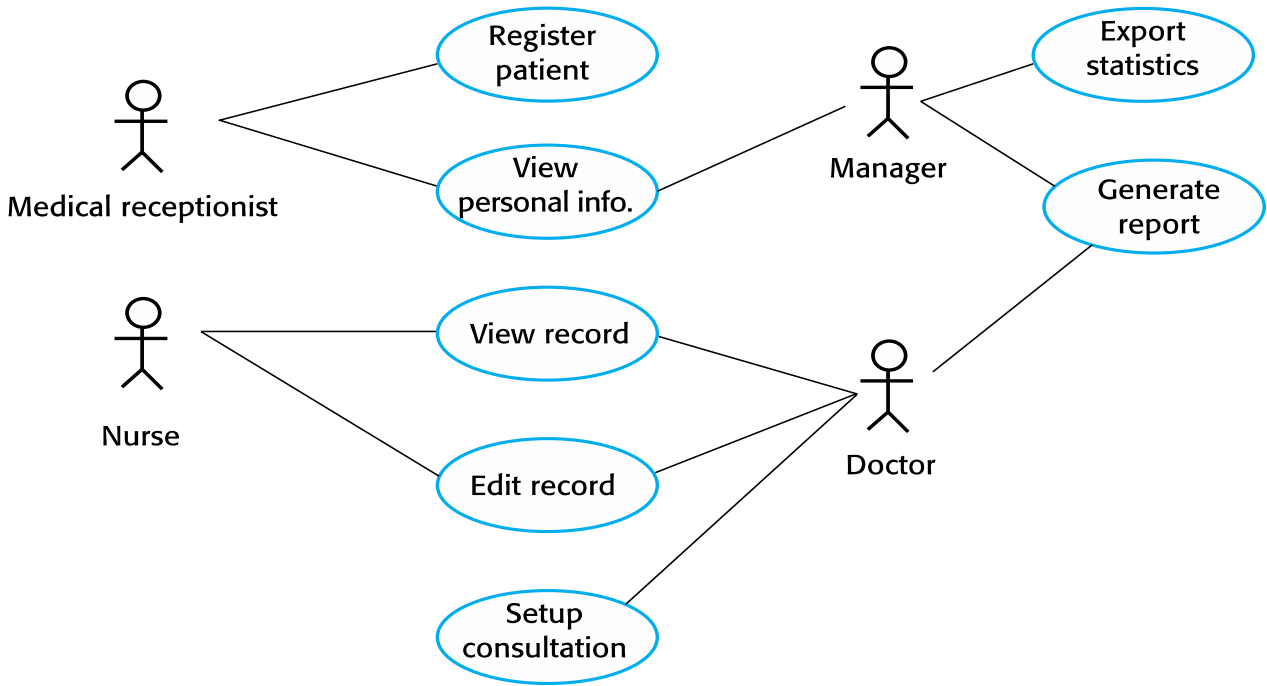 Register
patient
Export
statistics
Manager
View
personal info.
Medical receptionist
Generate
report
View record
Nurse
Doctor
Edit record
Setup
consultation